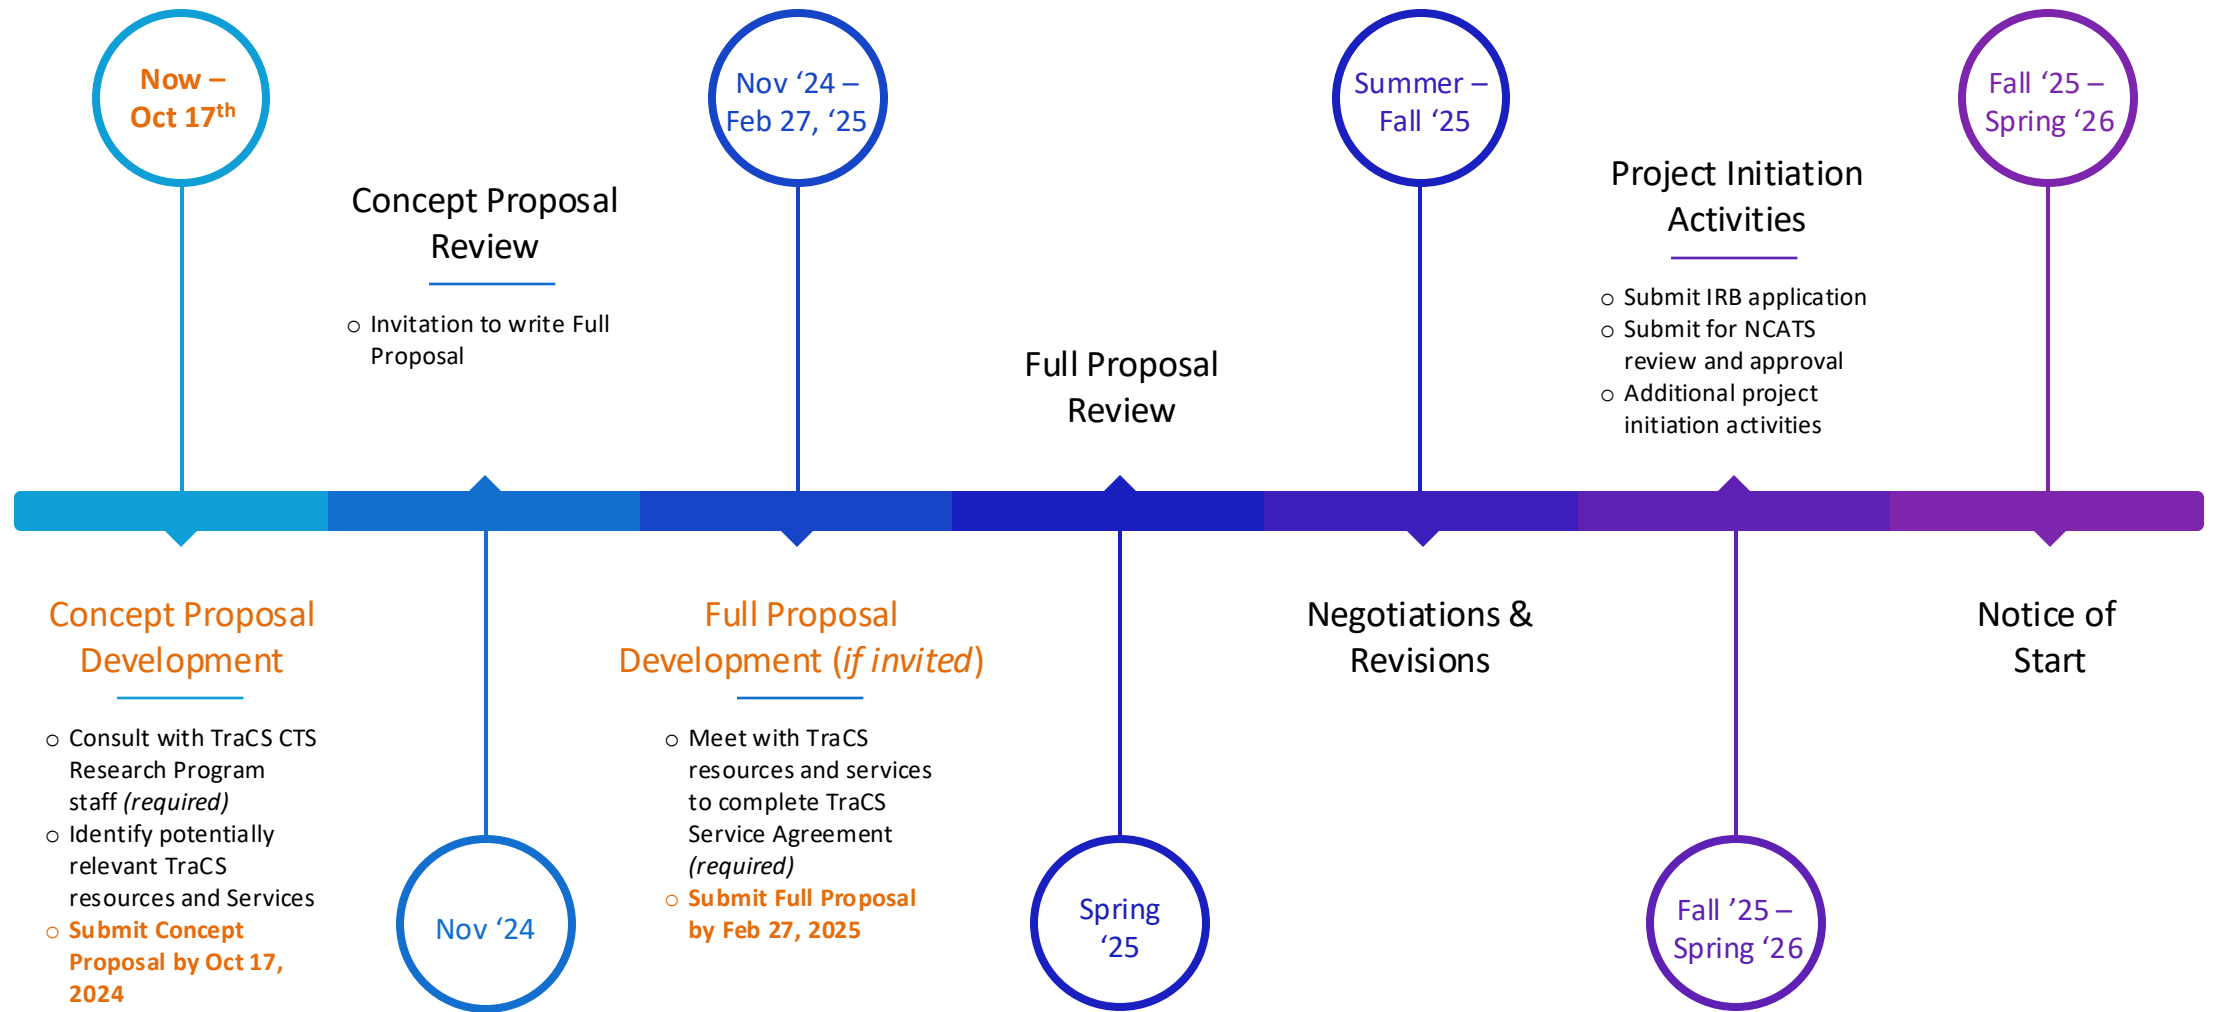 Now –
Oct 17th
Nov ‘24 –
Feb 27, ‘25
Summer –
Fall ‘25
Fall ‘25 –
Spring ‘26
Concept Proposal
Review
o Invitation to write Full
Proposal
Full Proposal
Review
Project Initiation
Activities
o Submit IRB application
o Submit for NCATS
review and approval
o Additional project
initiation activities
Concept Proposal
Development
o Consult with TraCS CTS
Research Program
staff (required)
o Identify potentially
relevant TraCS
resources and Services
o Submit Concept
Proposal by Oct 17,
2024
Nov ‘24
Full Proposal
Development (if invited)
o Meet with TraCS
resources and services
to complete TraCS
Service Agreement
(required)
o Submit Full Proposal
by Feb 27, 2025
Spring
‘25
Negotiations &
Revisions
Fall ’25 –
Spring ‘26
Notice of
Start